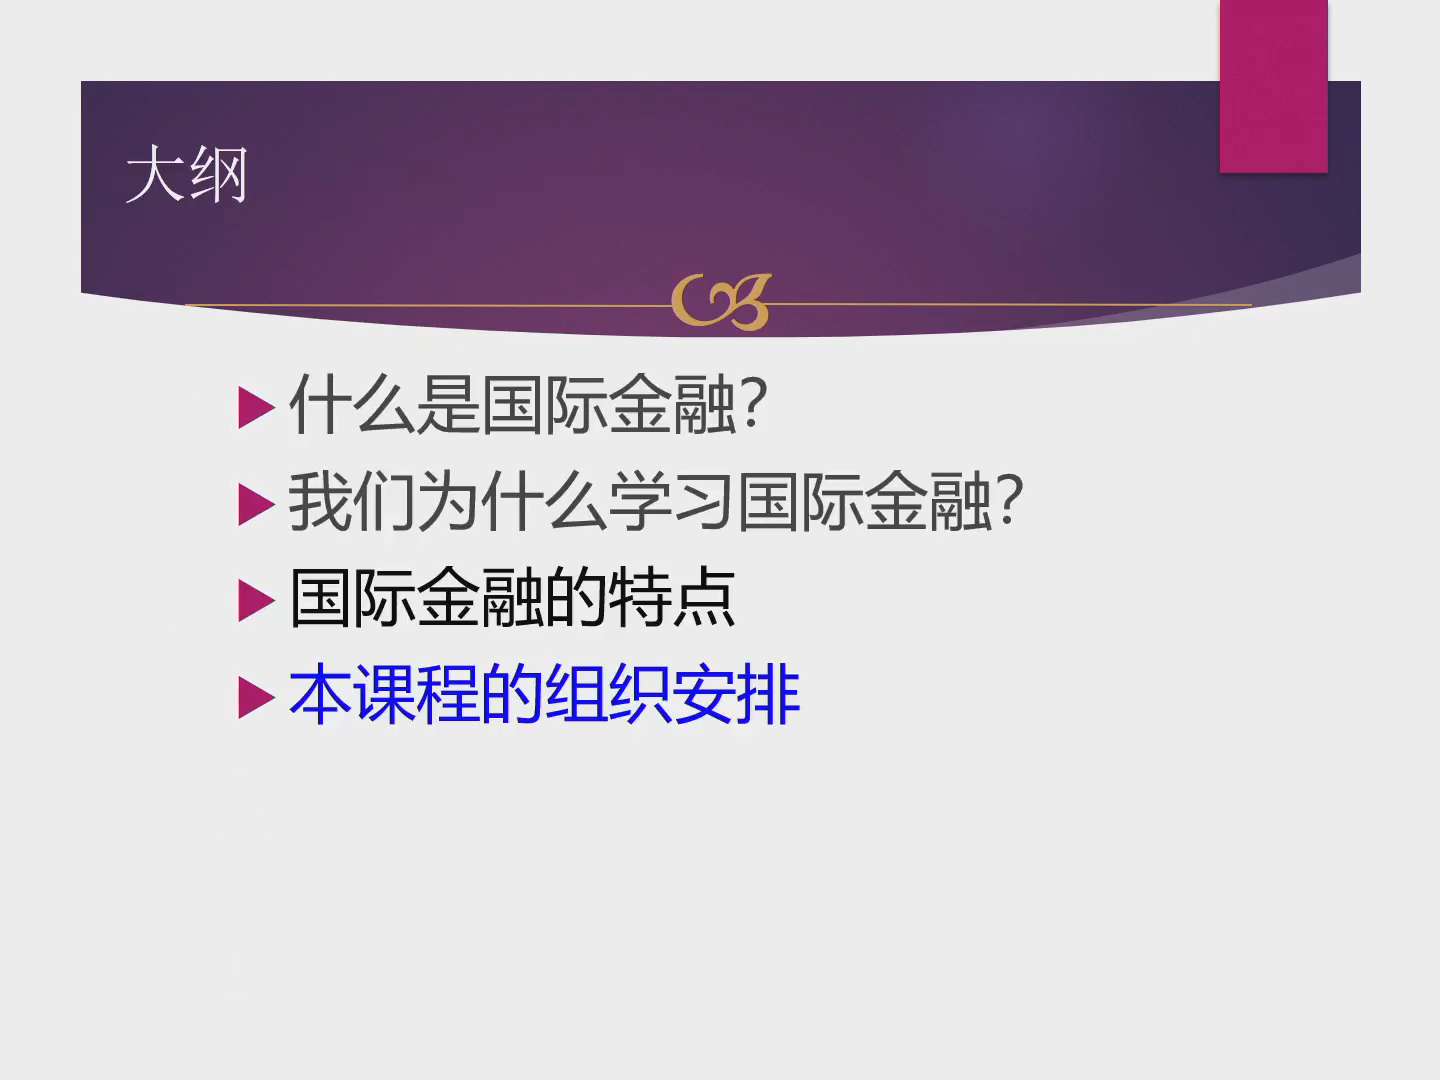 大纲
什么是国际金融?
我们为什么学习国际金融?
国际金融的特点
本课程的组织安排